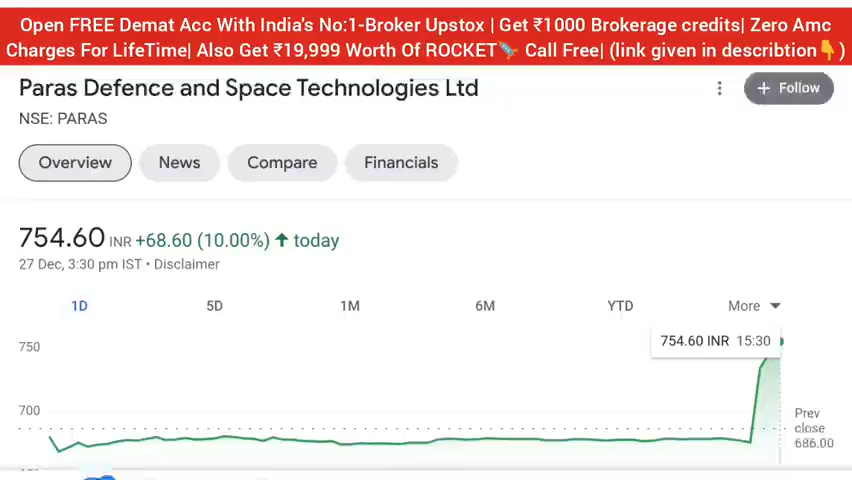 Open FREE Demat Acc With India's No:1-Broker Upstox | Get ₹1000 Brokerage credits| Zero Amc
Charges For LifeTime| Also Get ₹19,999 Worth Of ROCKET🚀 Call Free| (link given in describtion👇)
Paras Defence and Space Technologies Ltd
+ Follow
NSE: PARAS
Overview
News
Compare
Financials
754.60 INR +68.60 (10.00%) ↑ today
27 Dec, 3:30 pm IST • Disclaimer
1D
5D
1M
6M
YTD
More
754.60 INR 15:30
750
700
Prev
close
686.00